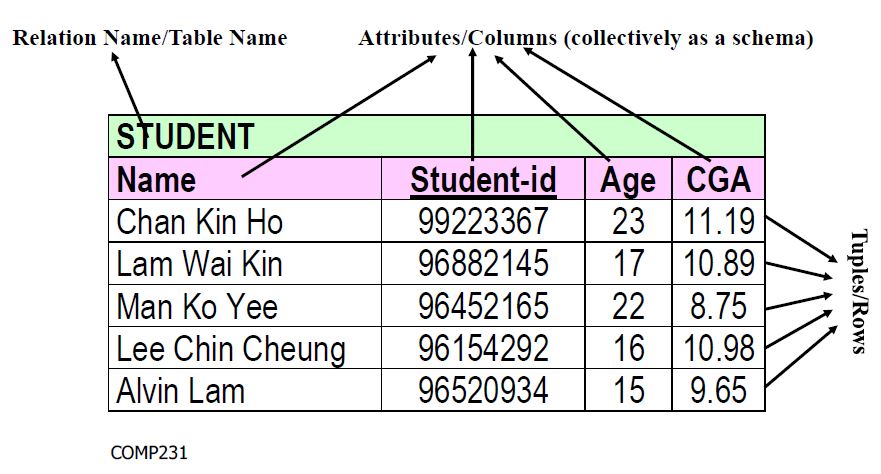 Relation Name/Table Name
Attributes/Columns (collectively as a schema)
STUDENT
Name Student-id Age CGA
Chan Kin Ho 99223367 23 11.19
Lam Wai Kin 96882145 17 10.89
Man Ko Yee 96452165 22 8.75
Lee Chin Cheung 96154292 16 10.98
Alvin Lam 96520934 15 9.65
Tuples/Rows
COMP231